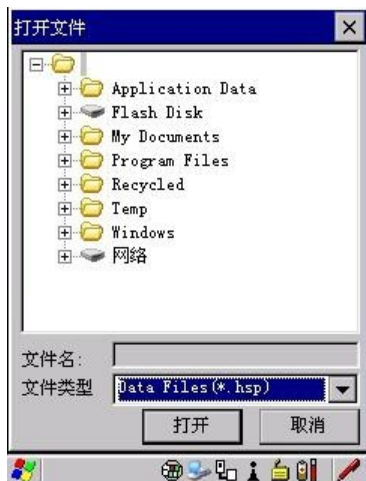 打开文件
Application Data
Flash Disk
My Documents
Program Files
Recycled
Temp
Windows
网络
文件名:
文件类型 Data Files(*.hsp)
打开 取消